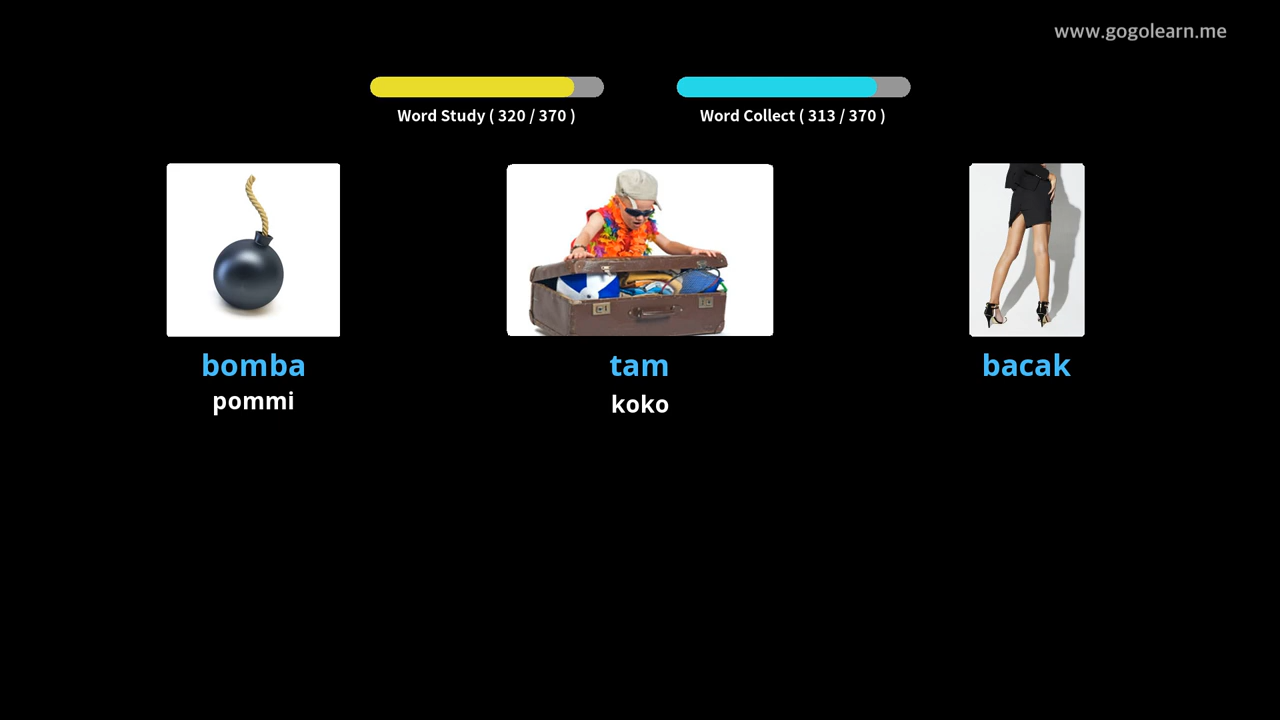 www.gogolearn.me
Word Study ( 320 / 370 )
Word Collect ( 313 / 370 )
bomba
pommi
tam
koko
bacak